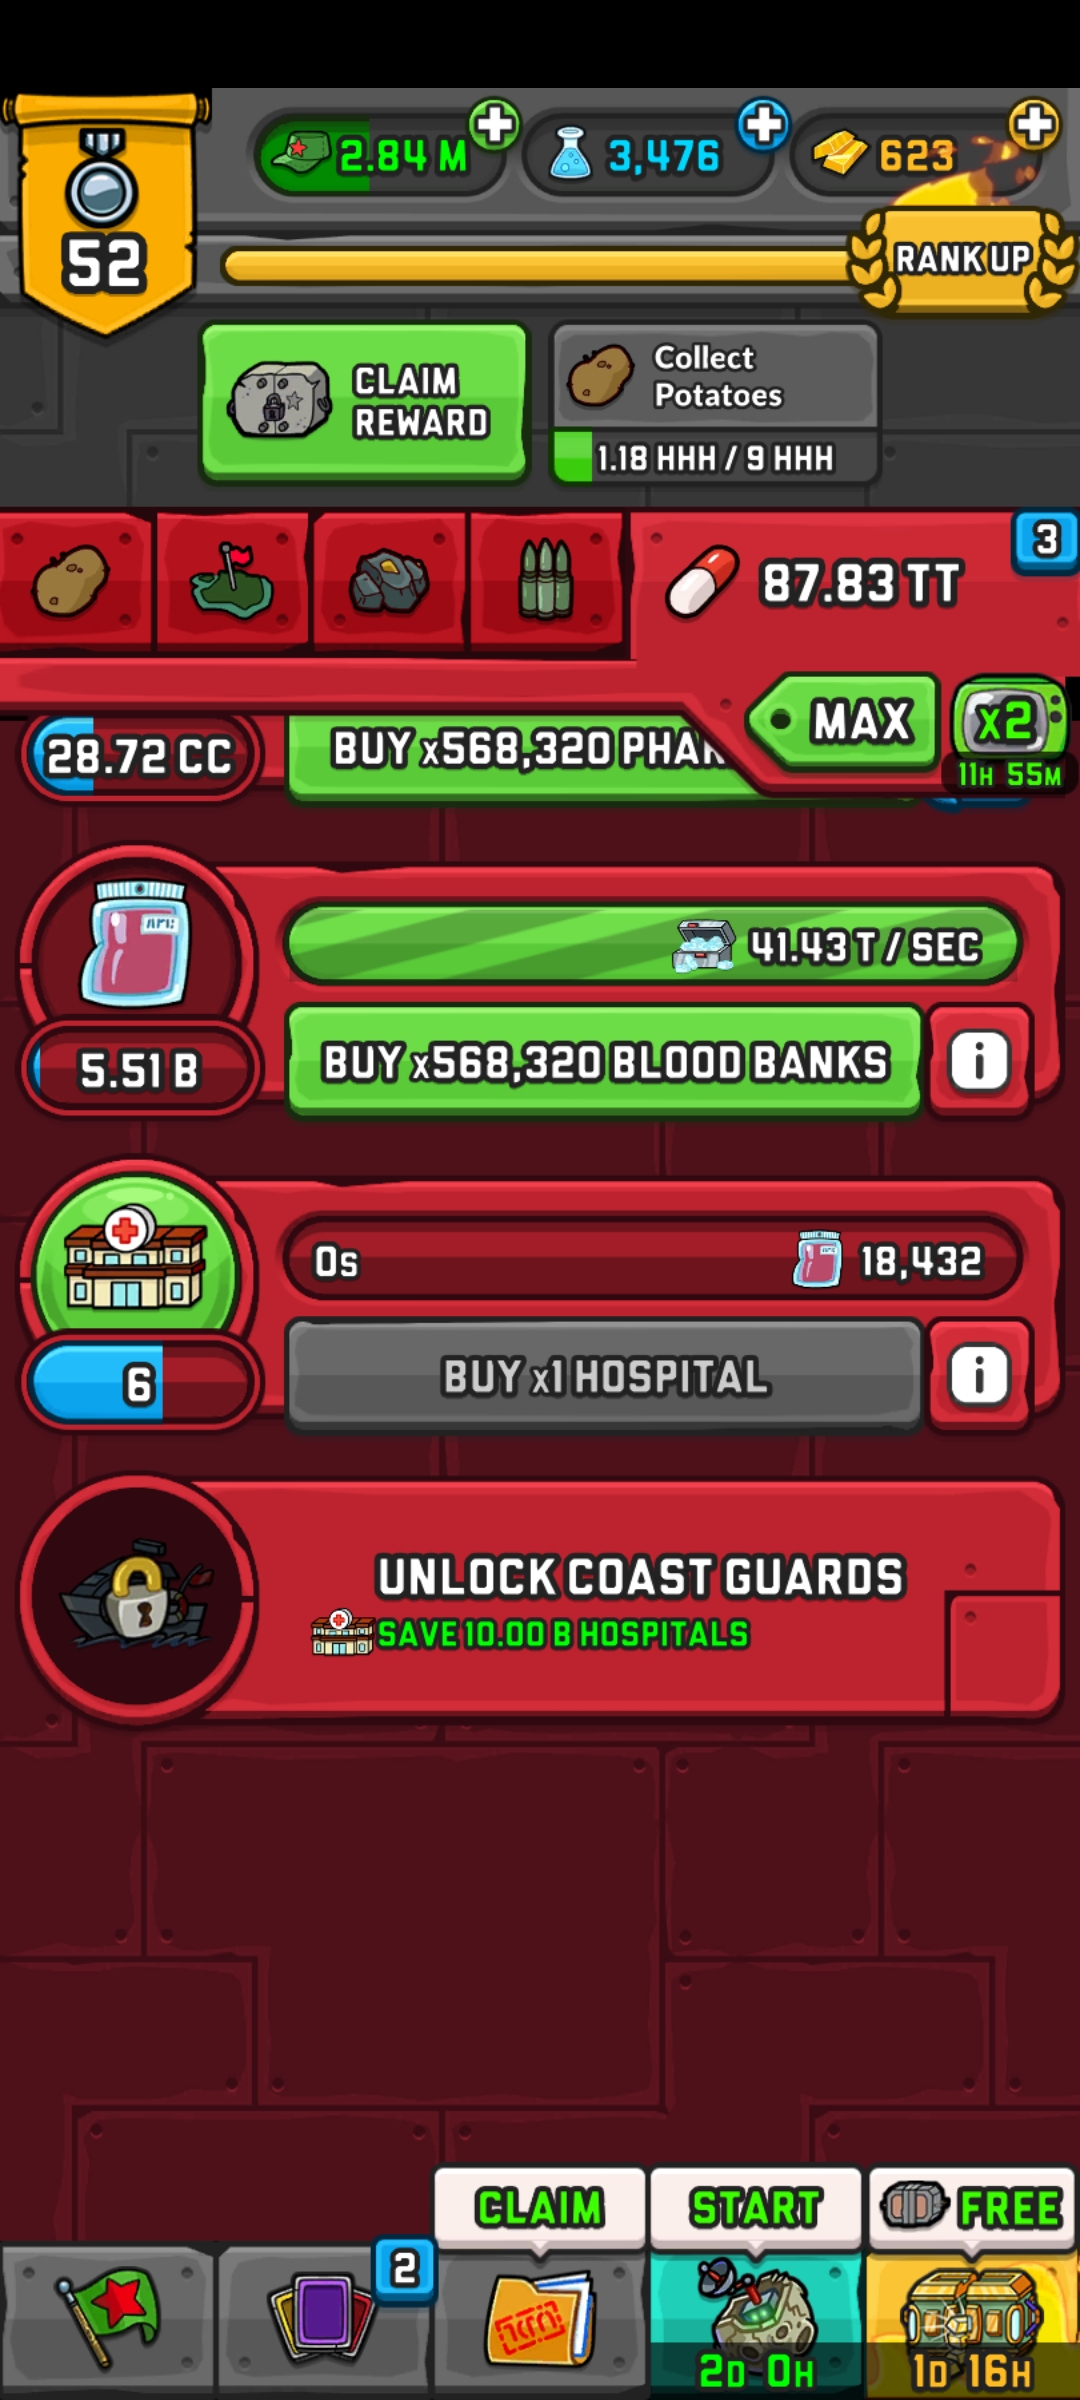 2.84 M
3,476
623
52
RANK UP
CLAIM
REWARD
Collect
Potatoes
1.18 HHH / 9 HHH
87.83 TT
3
MAX
x2
11H 55M
28.72 CC
BUY x568,320
41.43 T / SEC
5.51 B
BUY x568,320 BLOOD BANKS
i
0s
18,432
6
BUY x1 HOSPITAL
i
UNLOCK COAST GUARDS
SAVE 10.00 B HOSPITALS
CLAIM
START
FREE
2
2D 0H
1D 16H